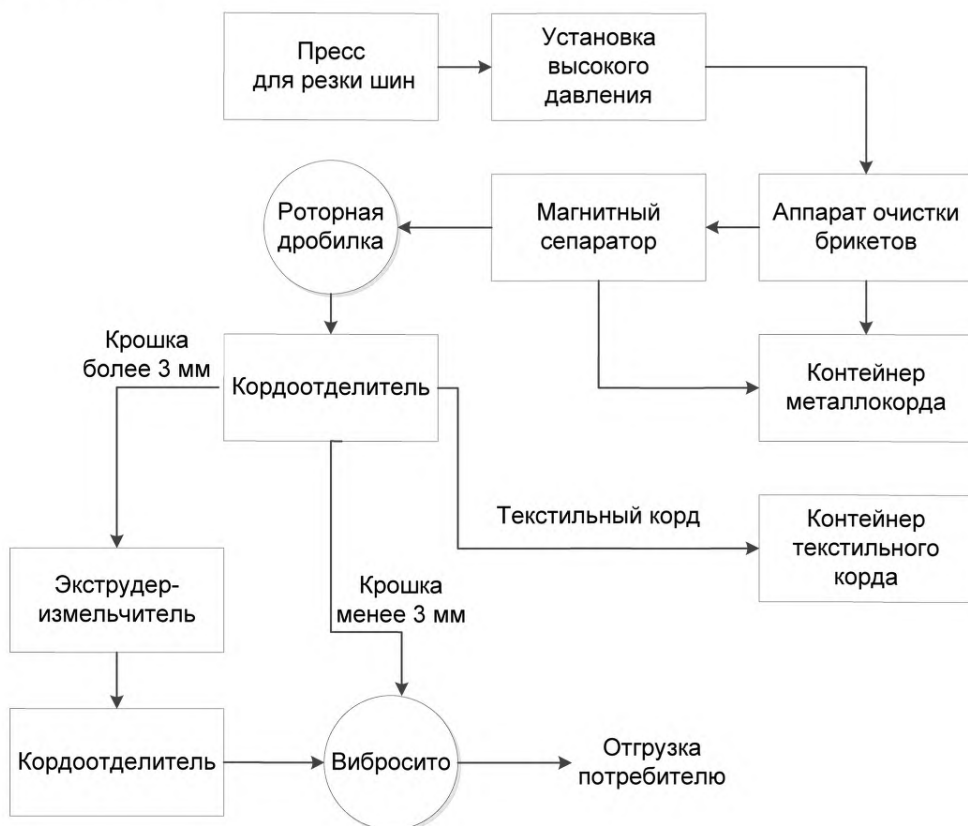 Пресс
для резки шин
Установка
высокого
давления
Роторная
дробилка
Магнитный
сепаратор
Аппарат очистки
брикетов
Крошка
более 3 мм
Кордоотделитель
Контейнер
металлокорда
Текстильный корд
Контейнер
текстильного
корда
Экструдер-
измельчитель
Крошка
менее 3 мм
Кордоотделитель
Вибросито
Отгрузка
потребителю